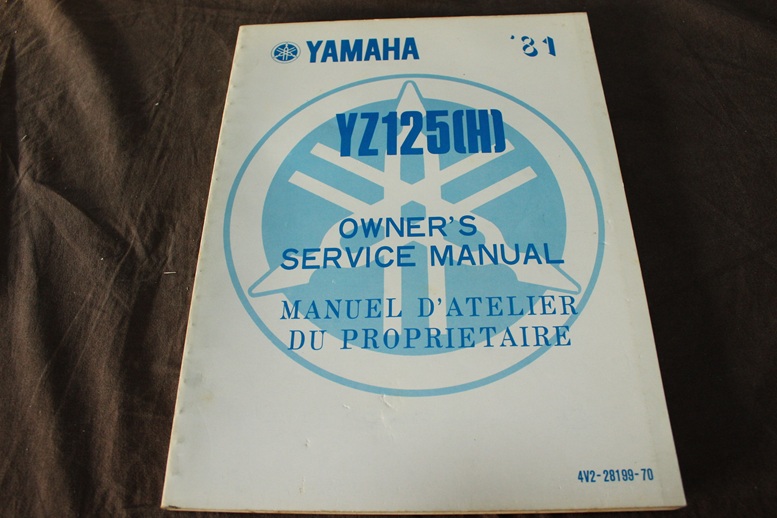 YAMAHA '81
YZ125(H)
OWNER'S
SERVICE MANUAL
MANUEL D'ATELIER
DU PROPRIETAIRE
4V2-28199-70